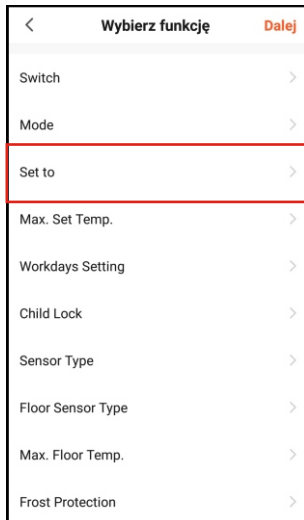 Wybierz funkcję Dalej
Switch
Mode
Set to
Max. Set Temp.
Workdays Setting
Child Lock
Sensor Type
Floor Sensor Type
Max. Floor Temp.
Frost Protection